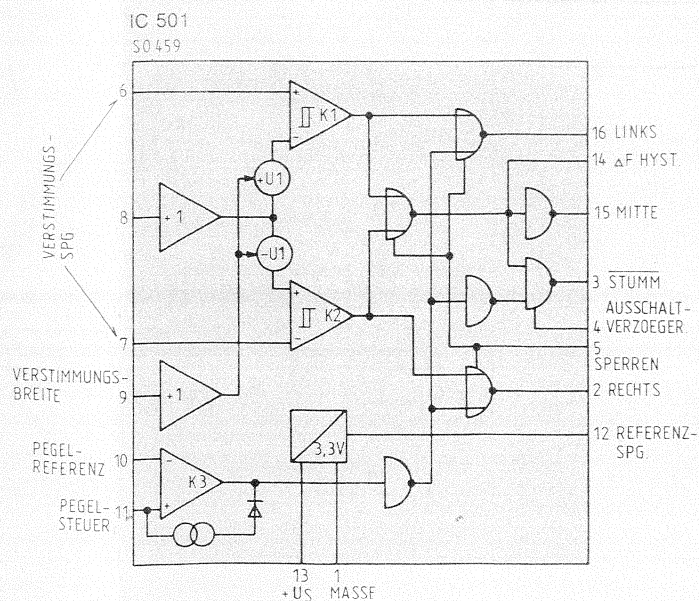 IC 501
SO459
6
VERSTIMMUNGS-
SPG
8
7
VERSTIMMUNGS-
BREITE
9
PEGEL-
REFERENZ
10
PEGEL-
STEUER
11
+
-
K1
+U1
+1
-U1
+
-
K2
+1
-
+
K3
3,3V
16 LINKS
14 ΔF HYST.
15 MITTE
3 STUMM
AUSSCHALT-
4 VERZOEGER.
5
SPERREN
2 RECHTS
12 REFERENZ-
SPG.
13
+US
1
MASSE